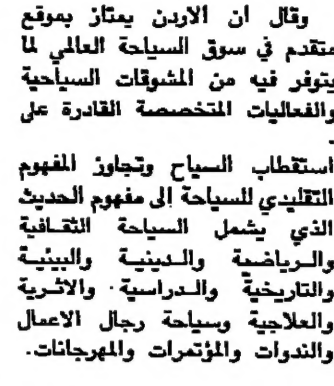 وقال ان الاردن يمتاز بموقع
متقدم في سوق السياحة العالمي لما
يتوفر فيه من المشوقات السياحية
والفعاليات المتخصصة القادرة على
استقطاب السياح وتجاوز المفهوم
التقليدي للسياحة الى مفهوم الحديث
الذي يشمل السياحة الثقافية
والرياضية والدينية والبيئية
والتاريخية والدراسية والاثرية
والعلاجية وسياحة رجال الاعمال
والندوات والمؤتمرات والمهرجانات.